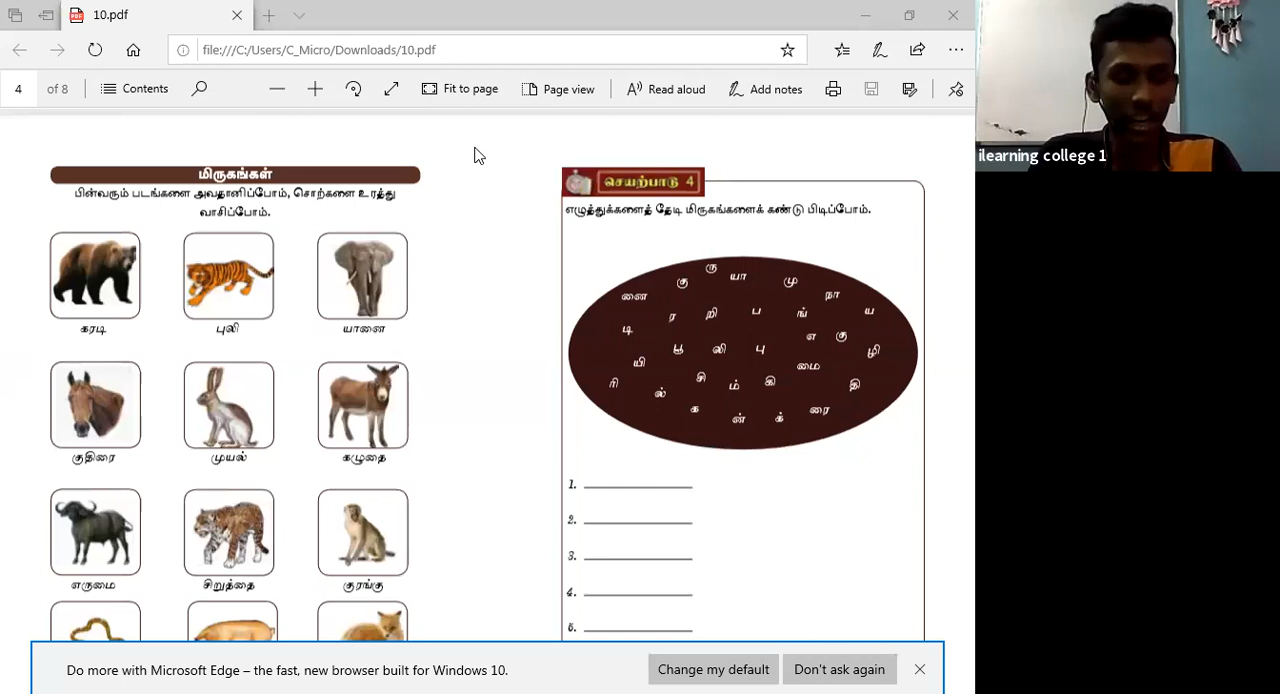 10.pdf
file:///C:/Users/C_Micro/Downloads/10.pdf
4 of 8 Contents Fit to page Page view Read aloud Add notes
ilearning college 1
மிருகங்கள்
பின்வரும் படங்களை அவதானிப்போம், சொற்களை உரத்து
வாசிப்போம்.
கரடி புலி யானை
குதிரை முயல் கழுதை
எருமை சிறுத்தை குரங்கு
செயற்பாடு 4
எழுத்துக்களைத் தேடி மிருகங்களைக் கண்டு பிடிப்போம்.
ரு
கு யா மு
னை நா
ர றி ப ங் ய
டி எ கு
பூ லி பு ழி
யி மை
ரி ல் சி ம் கி தி
க ன் க் ரை
1.
2.
3.
4.
5.
Do more with Microsoft Edge – the fast, new browser built for Windows 10. Change my default Don't ask again